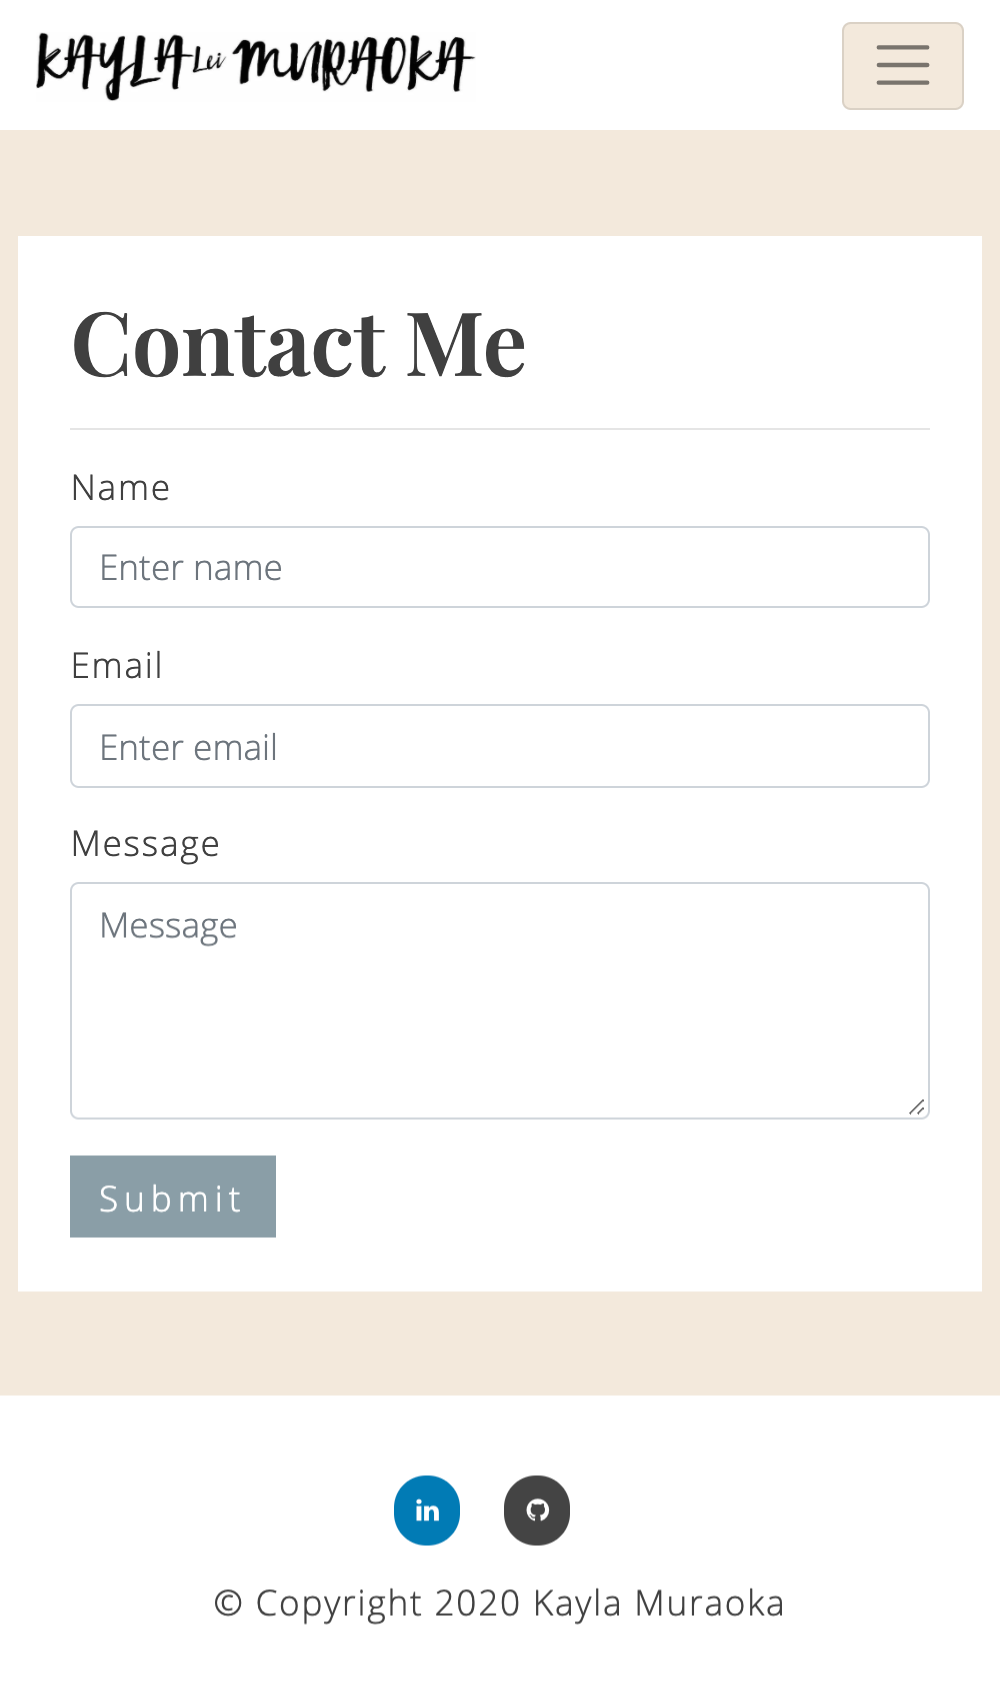 KAYLA Lei MURAOKA
Contact Me
Name
Enter name
Email
Enter email
Message
Message
Submit
in
© Copyright 2020 Kayla Muraoka